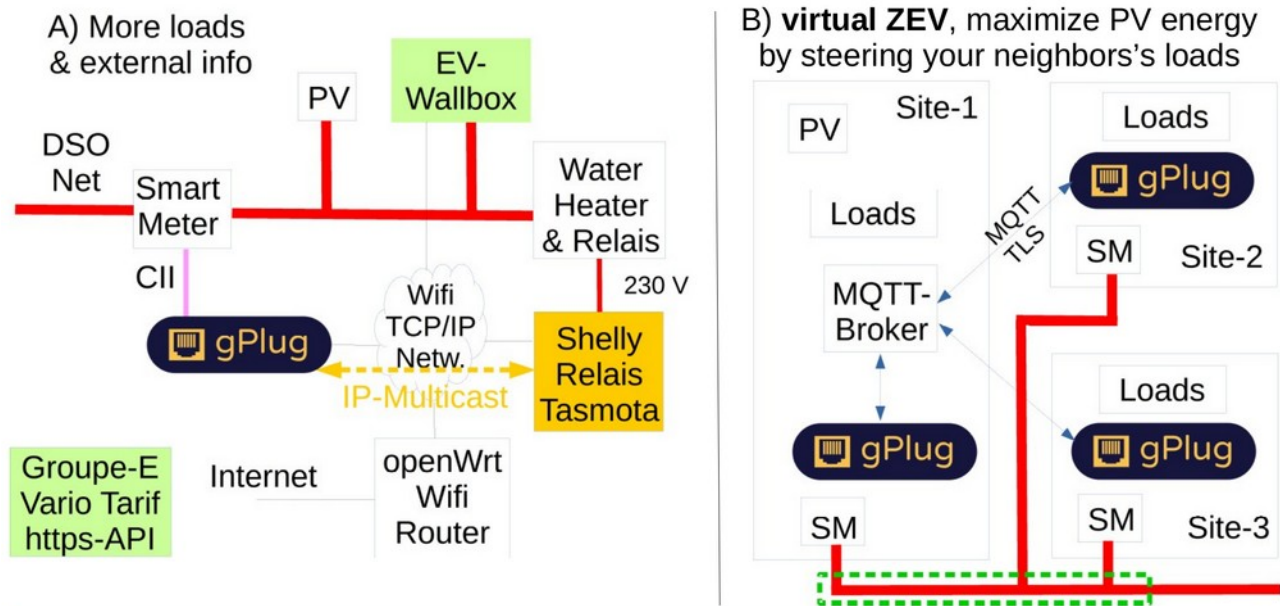 A) More loads
& external info
PV
EV-
Wallbox
DSO
Net
Smart
Meter
Water
Heater
& Relais
CII
230 V
Wifi
TCP/IP
Netw.
gPlug
IP-Multicast
Shelly
Relais
Tasmota
Groupe-E
Vario Tarif
https-API
Internet
openWrt
Wifi
Router
B) virtual ZEV, maximize PV energy
by steering your neighbors's loads
PV
Site-1
Loads
MQTT-
Broker
gPlug
SM
MQTT
TLS
Loads
gPlug
SM
Site-2
Loads
gPlug
SM
Site-3